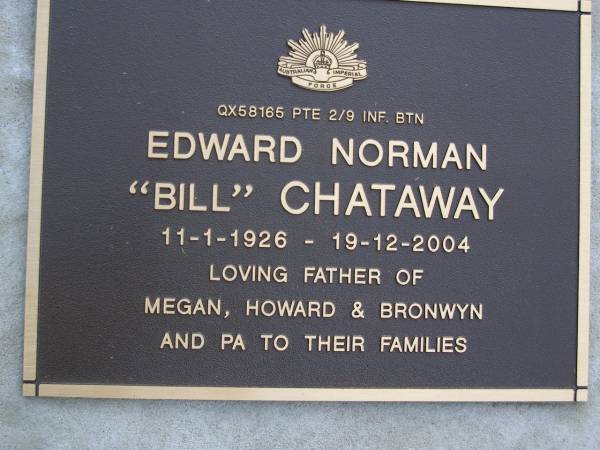 AUSTRALIAN IMPERIAL
FORCE
QX58165 PTE 2/9 INF. BTN
EDWARD NORMAN
“BILL” CHATAWAY
11-1-1926 - 19-12-2004
LOVING FATHER OF
MEGAN, HOWARD & BRONWYN
AND PA TO THEIR FAMILIES